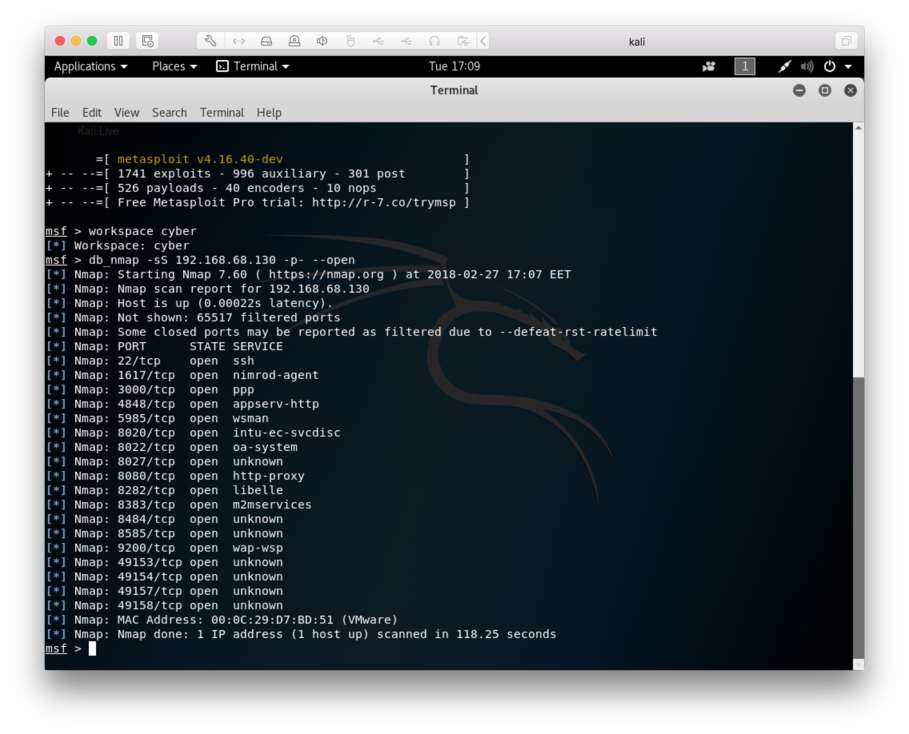 kali
Applications Places Terminal Tue 17:09 1
Terminal
File Edit View Search Terminal Help
Kali Live
=[ metasploit v4.16.40-dev ]
+ -- --=[ 1741 exploits - 996 auxiliary - 301 post ]
+ -- --=[ 526 payloads - 40 encoders - 10 nops ]
+ -- --=[ Free Metasploit Pro trial: http://r-7.co/trymsp ]
msf > workspace cyber
[*] Workspace: cyber
msf > db_nmap -sS 192.168.68.130 -p- --open
[*] Nmap: Starting Nmap 7.60 ( https://nmap.org ) at 2018-02-27 17:07 EET
[*] Nmap: Nmap scan report for 192.168.68.130
[*] Nmap: Host is up (0.00022s latency).
[*] Nmap: Not shown: 65517 filtered ports
[*] Nmap: Some closed ports may be reported as filtered due to --defeat-rst-ratelimit
[*] Nmap: PORT STATE SERVICE
[*] Nmap: 22/tcp open ssh
[*] Nmap: 1617/tcp open nimrod-agent
[*] Nmap: 3000/tcp open ppp
[*] Nmap: 4848/tcp open appserv-http
[*] Nmap: 5985/tcp open wsman
[*] Nmap: 8020/tcp open intu-ec-svcdisc
[*] Nmap: 8022/tcp open oa-system
[*] Nmap: 8027/tcp open unknown
[*] Nmap: 8080/tcp open http-proxy
[*] Nmap: 8282/tcp open libelle
[*] Nmap: 8383/tcp open m2mservices
[*] Nmap: 8484/tcp open unknown
[*] Nmap: 8585/tcp open unknown
[*] Nmap: 9200/tcp open wap-wsp
[*] Nmap: 49153/tcp open unknown
[*] Nmap: 49154/tcp open unknown
[*] Nmap: 49157/tcp open unknown
[*] Nmap: 49158/tcp open unknown
[*] Nmap: MAC Address: 00:0C:29:D7:BD:51 (VMware)
[*] Nmap: Nmap done: 1 IP address (1 host up) scanned in 118.25 seconds
msf >